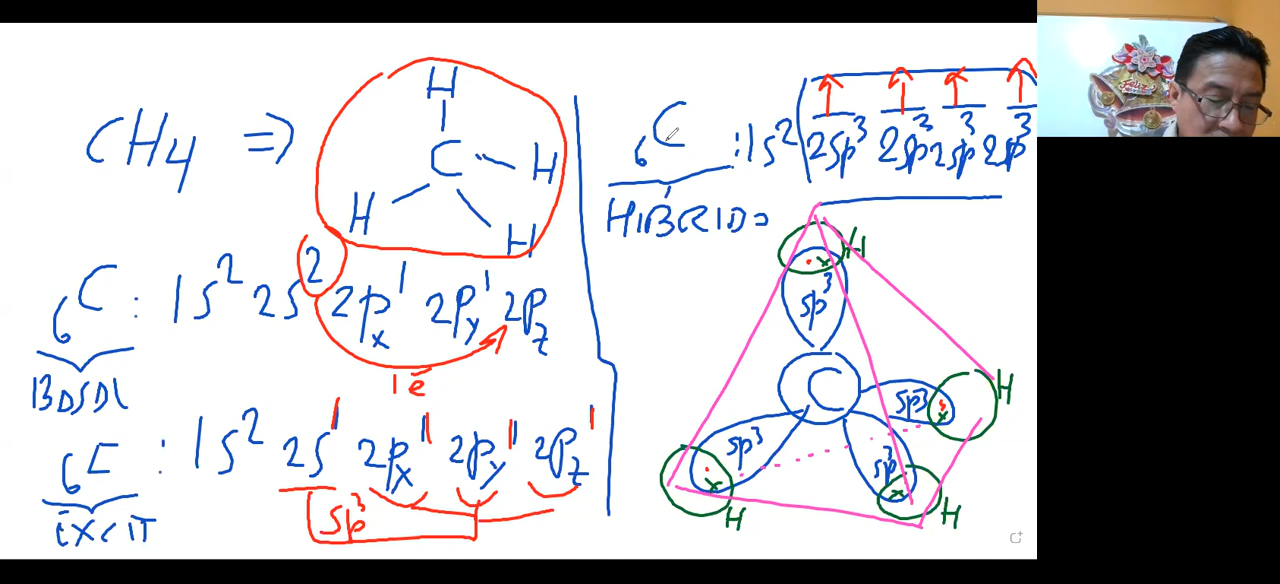 CH4 ⇒
H
C
H
H
H
6C : 1s² 2s² 2px¹ 2py¹ 2pz
1e⁻
6C : 1s² 2s¹ 2px¹ 2py¹ 2pz¹
EXCIT
sp³
6C : 1s² 2sp³ 2sp³ 2sp³ 2sp³
HIBRIDO
H
sp³
C
sp³
H
sp³
sp³
H
H